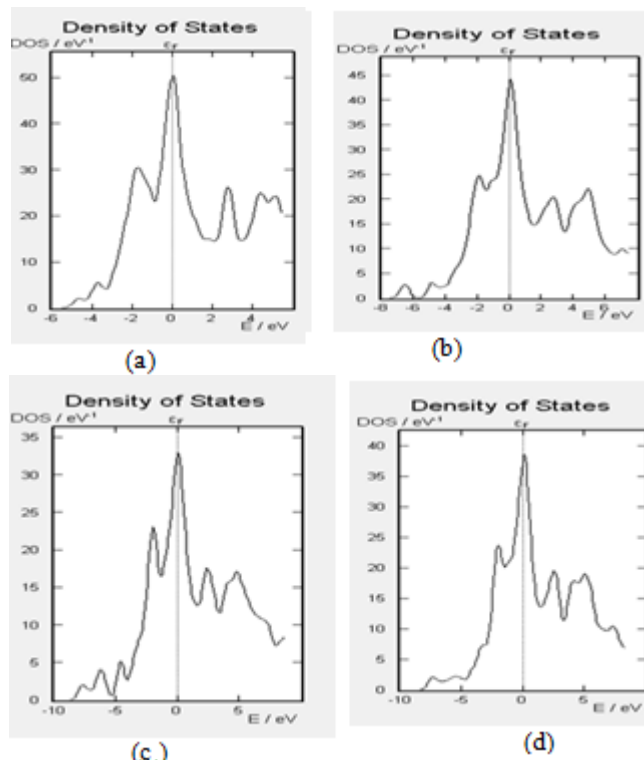 Density of States
DOS / eV⁻¹
εF
50
40
30
20
10
0
-6 -4 -2 0 2 4
E / eV
(a)
Density of States
DOS / eV⁻¹
εF
45
40
35
30
25
20
15
10
5
0
-8 -6 -4 -2 0 2 4 6
E / eV
(b)
Density of States
DOS / eV⁻¹
εF
35
30
25
20
15
10
5
0
-10 -5 0 5
E / eV
(c.)
Density of States
DOS / eV⁻¹
εF
40
35
30
25
20
15
10
5
0
-10 -5 0 5
E / eV
(d)